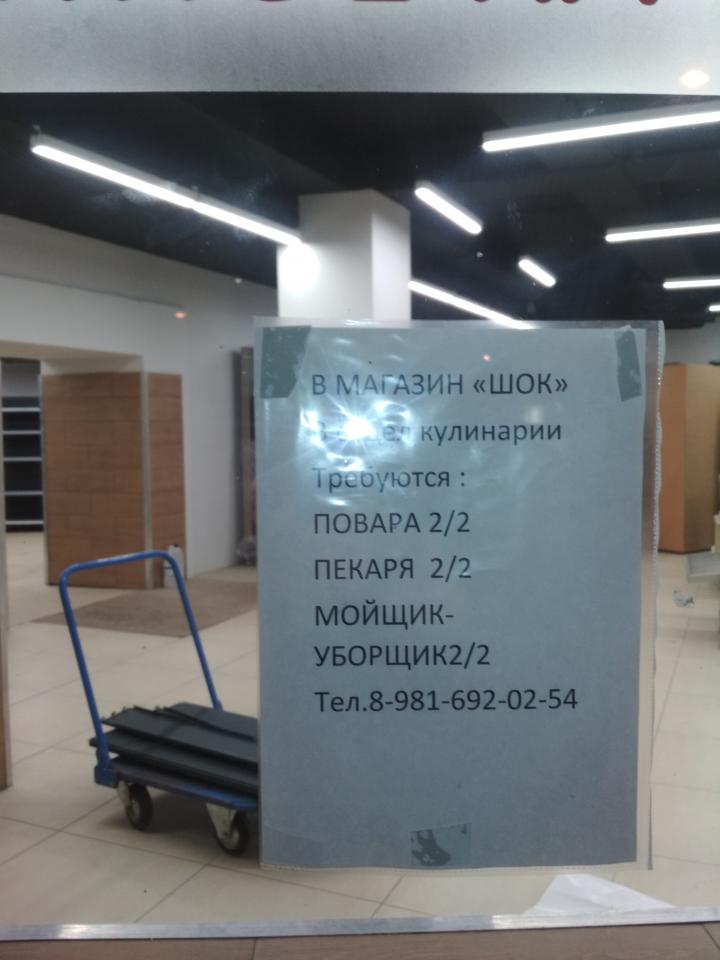 В МАГАЗИН «ШОК»
В отдел кулинарии
Требуются :
ПОВАРА 2/2
ПЕКАРЯ 2/2
МОЙЩИК-
УБОРЩИК2/2
Тел.8-981-692-02-54